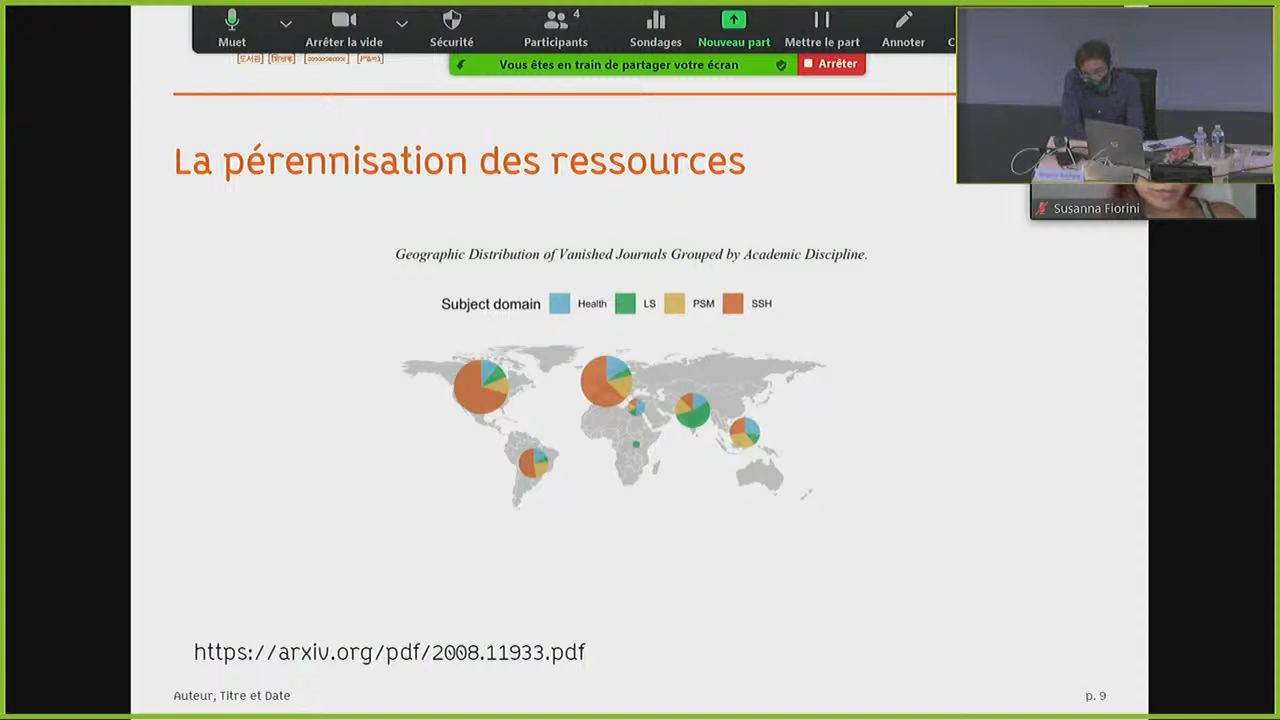 4
Muet
Arrêter la vidé
Sécurité
Participants
Sondages
Nouveau part
Mettre le part
Annoter
Vous êtes en train de partager votre écran
Arrêter
La pérennisation des ressources
Susanna Fiorini
Geographic Distribution of Vanished Journals Grouped by Academic Discipline.
Subject domain
Health
LS
PSM
SSH
https://arxiv.org/pdf/2008.11933.pdf
Auteur, Titre et Date
p. 9